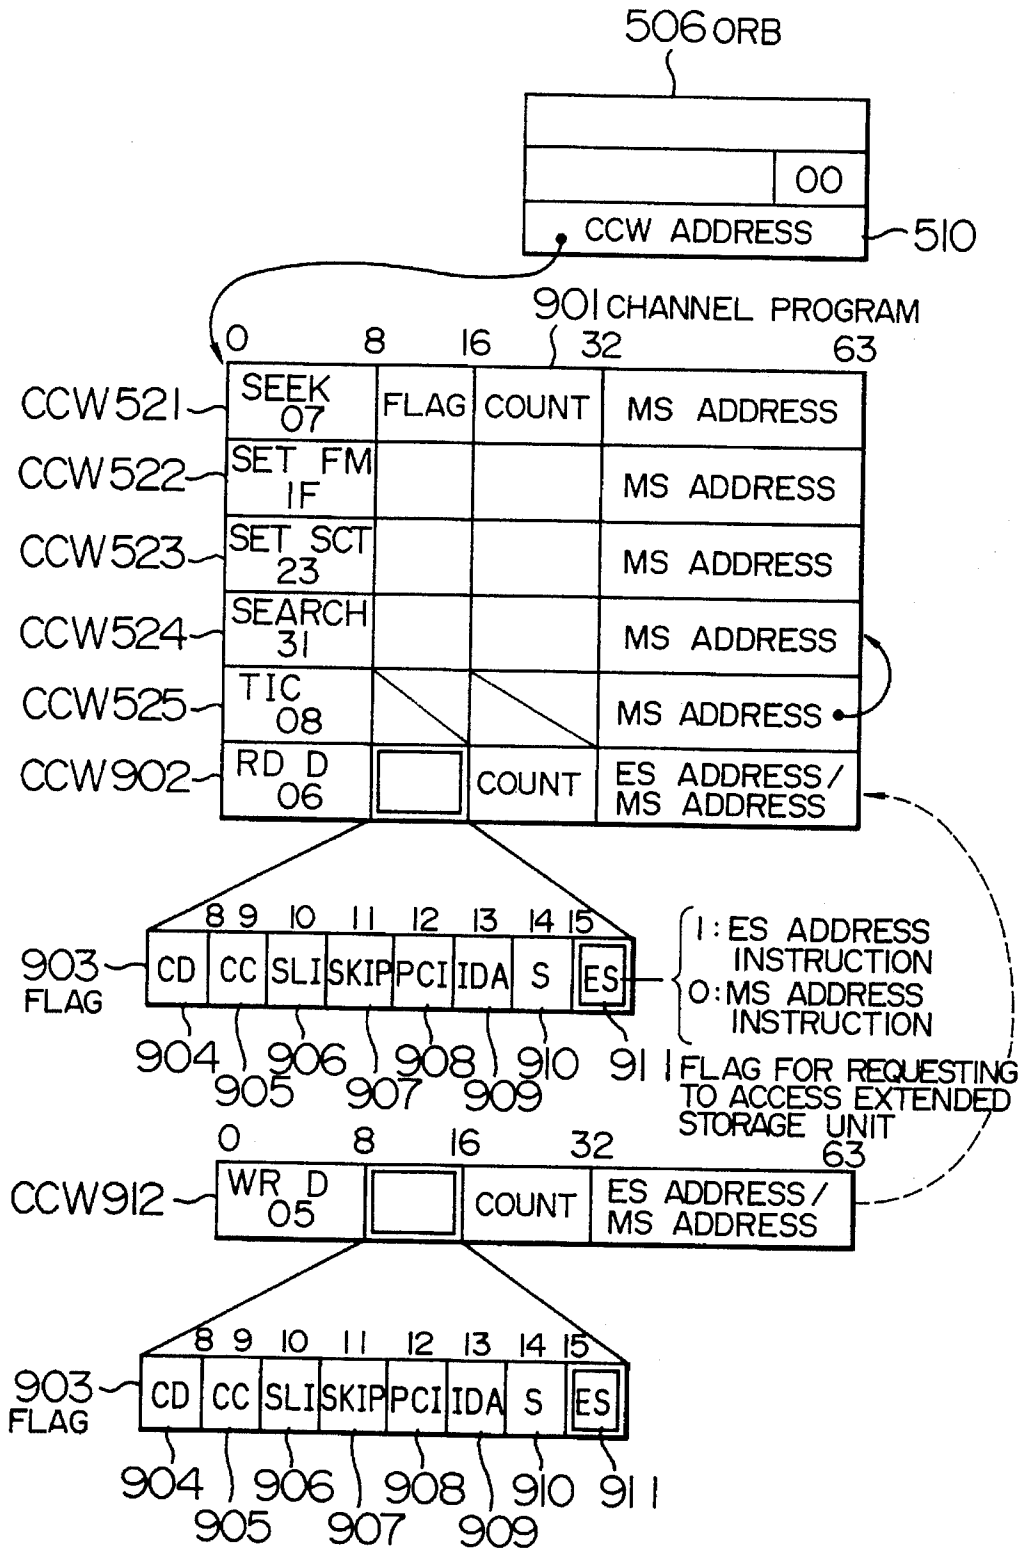 506 ORB
00
CCW ADDRESS
510
901 CHANNEL PROGRAM
0 8 16 32 63
CCW521 SEEK 07 FLAG COUNT MS ADDRESS
CCW522 SET FM 1F MS ADDRESS
CCW523 SET SCT 23 MS ADDRESS
CCW524 SEARCH 31 MS ADDRESS
CCW525 TIC 08 MS ADDRESS
CCW902 RD D 06 COUNT ES ADDRESS/ MS ADDRESS
8 9 10 11 12 13 14 15
903 FLAG
CD CC SLI SKIP PCI IDA S ES
1: ES ADDRESS INSTRUCTION
0: MS ADDRESS INSTRUCTION
904 905 906 907 908 909 910 911
FLAG FOR REQUESTING
TO ACCESS EXTENDED
STORAGE UNIT
0 8 16 32 63
CCW912 WR D 05 COUNT ES ADDRESS/ MS ADDRESS
8 9 10 11 12 13 14 15
903 FLAG
CD CC SLI SKIP PCI IDA S ES
904 905 906 907 908 909 910 911